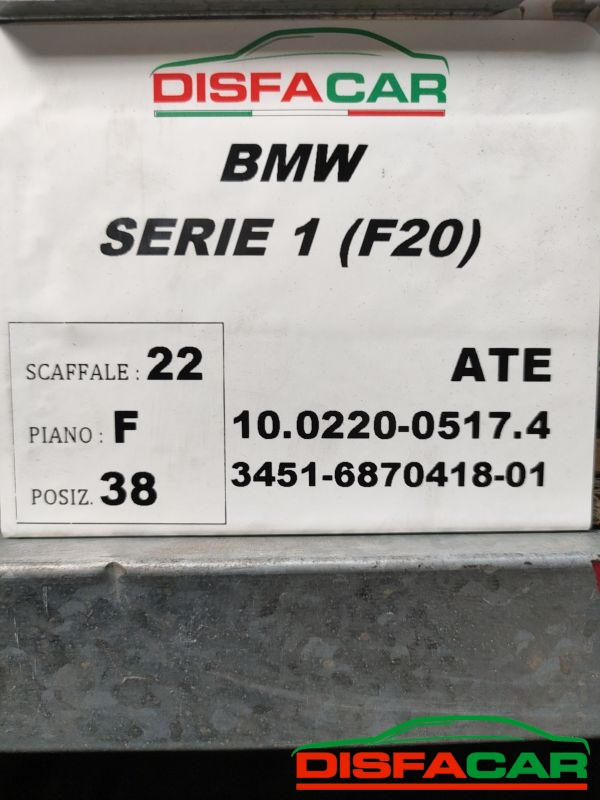 DISFACAR
BMW
SERIE 1 (F20)
SCAFFALE : 22
PIANO : F
POSIZ. 38
ATE
10.0220-0517.4
3451-6870418-01
DISFACAR